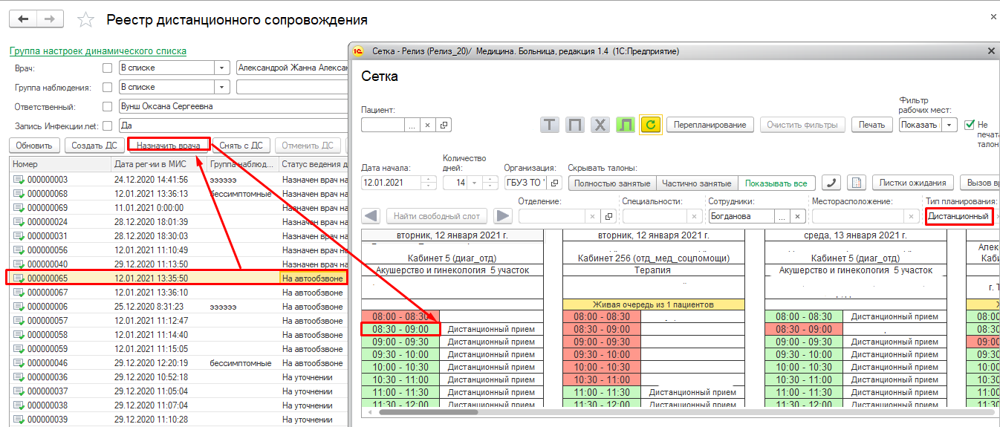 Реестр дистанционного сопровождения
Группа настроек динамического списка
Врач: В списке Александрой Жанна Алексан
Группа наблюдения: В списке
Ответственный: Вунш Оксана Сергеевна
Запись Инфекции.net: Да
Обновить Создать ДС Назначить врача Снять с ДС Отменить ДС
Номер Дата рег-ии в МИС Группа наблюд... Статус ведения д
000000003 24.12.2020 14:41:56 ээээээ Назначен врач на
000000068 12.01.2021 13:36:13 бессимптомные Назначен врач на
000000069 11.01.2021 0:00:00 Назначен врач на
000000024 28.12.2020 18:01:39 Назначен врач на
000000031 28.12.2020 18:30:03 Назначен врач на
000000056 12.01.2021 11:10:49 Назначен врач на
000000040 29.12.2020 11:13:50 Назначен врач на
000000065 12.01.2021 13:35:50 На автообзвоне
000000067 12.01.2021 13:36:10 На автообзвоне
000000006 25.12.2020 8:31:23 ээээээ На автообзвоне
000000057 12.01.2021 11:12:47 На автообзвоне
000000058 12.01.2021 11:14:40 На автообзвоне
000000059 12.01.2021 11:15:05 На автообзвоне
000000046 29.12.2020 12:20:19 бессимптомные На автообзвоне
000000036 29.12.2020 10:52:18 На уточнении
000000037 29.12.2020 11:05:04 На уточнении
000000038 29.12.2020 11:07:04 На уточнении
000000039 29.12.2020 11:10:28 На уточнении
Сетка - Релиз (Релиз_20)/ Медицина. Больница, редакция 1.4 (1С:Предприятие)
Сетка
Пациент:
Т П Х Л Перепланирование Очистить фильтры Печать
Фильтр
рабочих мест:
Показать
Не
печата
талон
Дата начала: 12.01.2021
Количество
дней: 14
Организация: ГБУЗ ТО "
Скрывать талоны:
Полностью занятые Частично занятые Показывать все Листки ожидания Вызов вр
Найти свободный слот
Отделение: Специальности: Сотрудники: Месторасположение: Тип планирования:
Богданова ... Дистанционный
вторник, 12 января 2021 г. вторник, 12 января 2021 г. среда, 13 января 2021 г.
Алек
Кабинет 5 (диаг_отд) Кабинет 256 (отд_мед_соцпомощи) Кабинет 5 (диаг_отд) Каби
Акушерство и гинекология 5 участок Терапия Акушерство и гинекология 5 участок
г. Т
Живая очередь из 1 пациентов
08:00 - 08:30 08:00 - 08:30 08:00 - 08:30 Дистанционный прием 08:00
08:30 - 09:00 Дистанционный прием 08:30 - 09:00 08:30 - 09:00 08:30
09:00 - 09:30 Дистанционный прием 09:00 - 09:30 09:00 - 09:30 Дистанционный прием 09:00
09:30 - 10:00 Дистанционный прием 09:30 - 10:00 09:30 - 10:00 Дистанционный прием 09:30
10:00 - 10:30 Дистанционный прием 10:00 - 10:30 10:00 - 10:30 Дистанционный прием 10:00
10:30 - 11:00 Дистанционный прием 10:30 - 11:00 10:30 - 11:00 Дистанционный прием 10:30
11:00 - 11:30 Дистанционный прием 11:00 - 11:30 Дистанционный прием 11:00 - 11:30 Дистанционный прием 11:00
11:30 - 12:00 Дистанционный прием 11:30 - 12:00 Дистанционный прием 11:30 - 12:00 Дистанционный прием 11:30